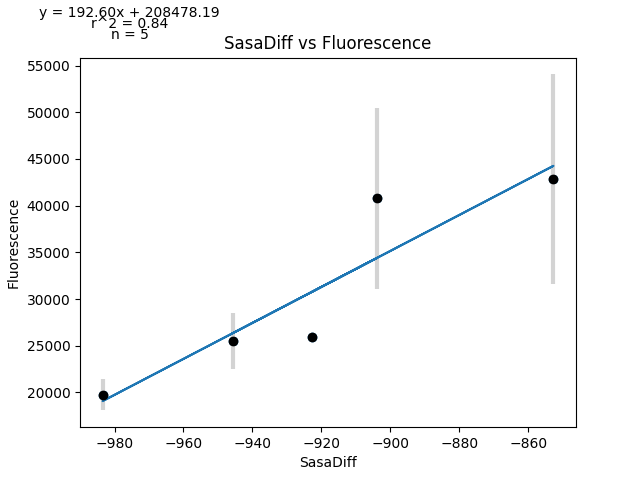 y = 192.60x + 208478.19
r^2 = 0.84
n = 5
SasaDiff vs Fluorescence
55000
50000
45000
40000
35000
30000
25000
20000
Fluorescence
−980 −960 −940 −920 −900 −880 −860
SasaDiff